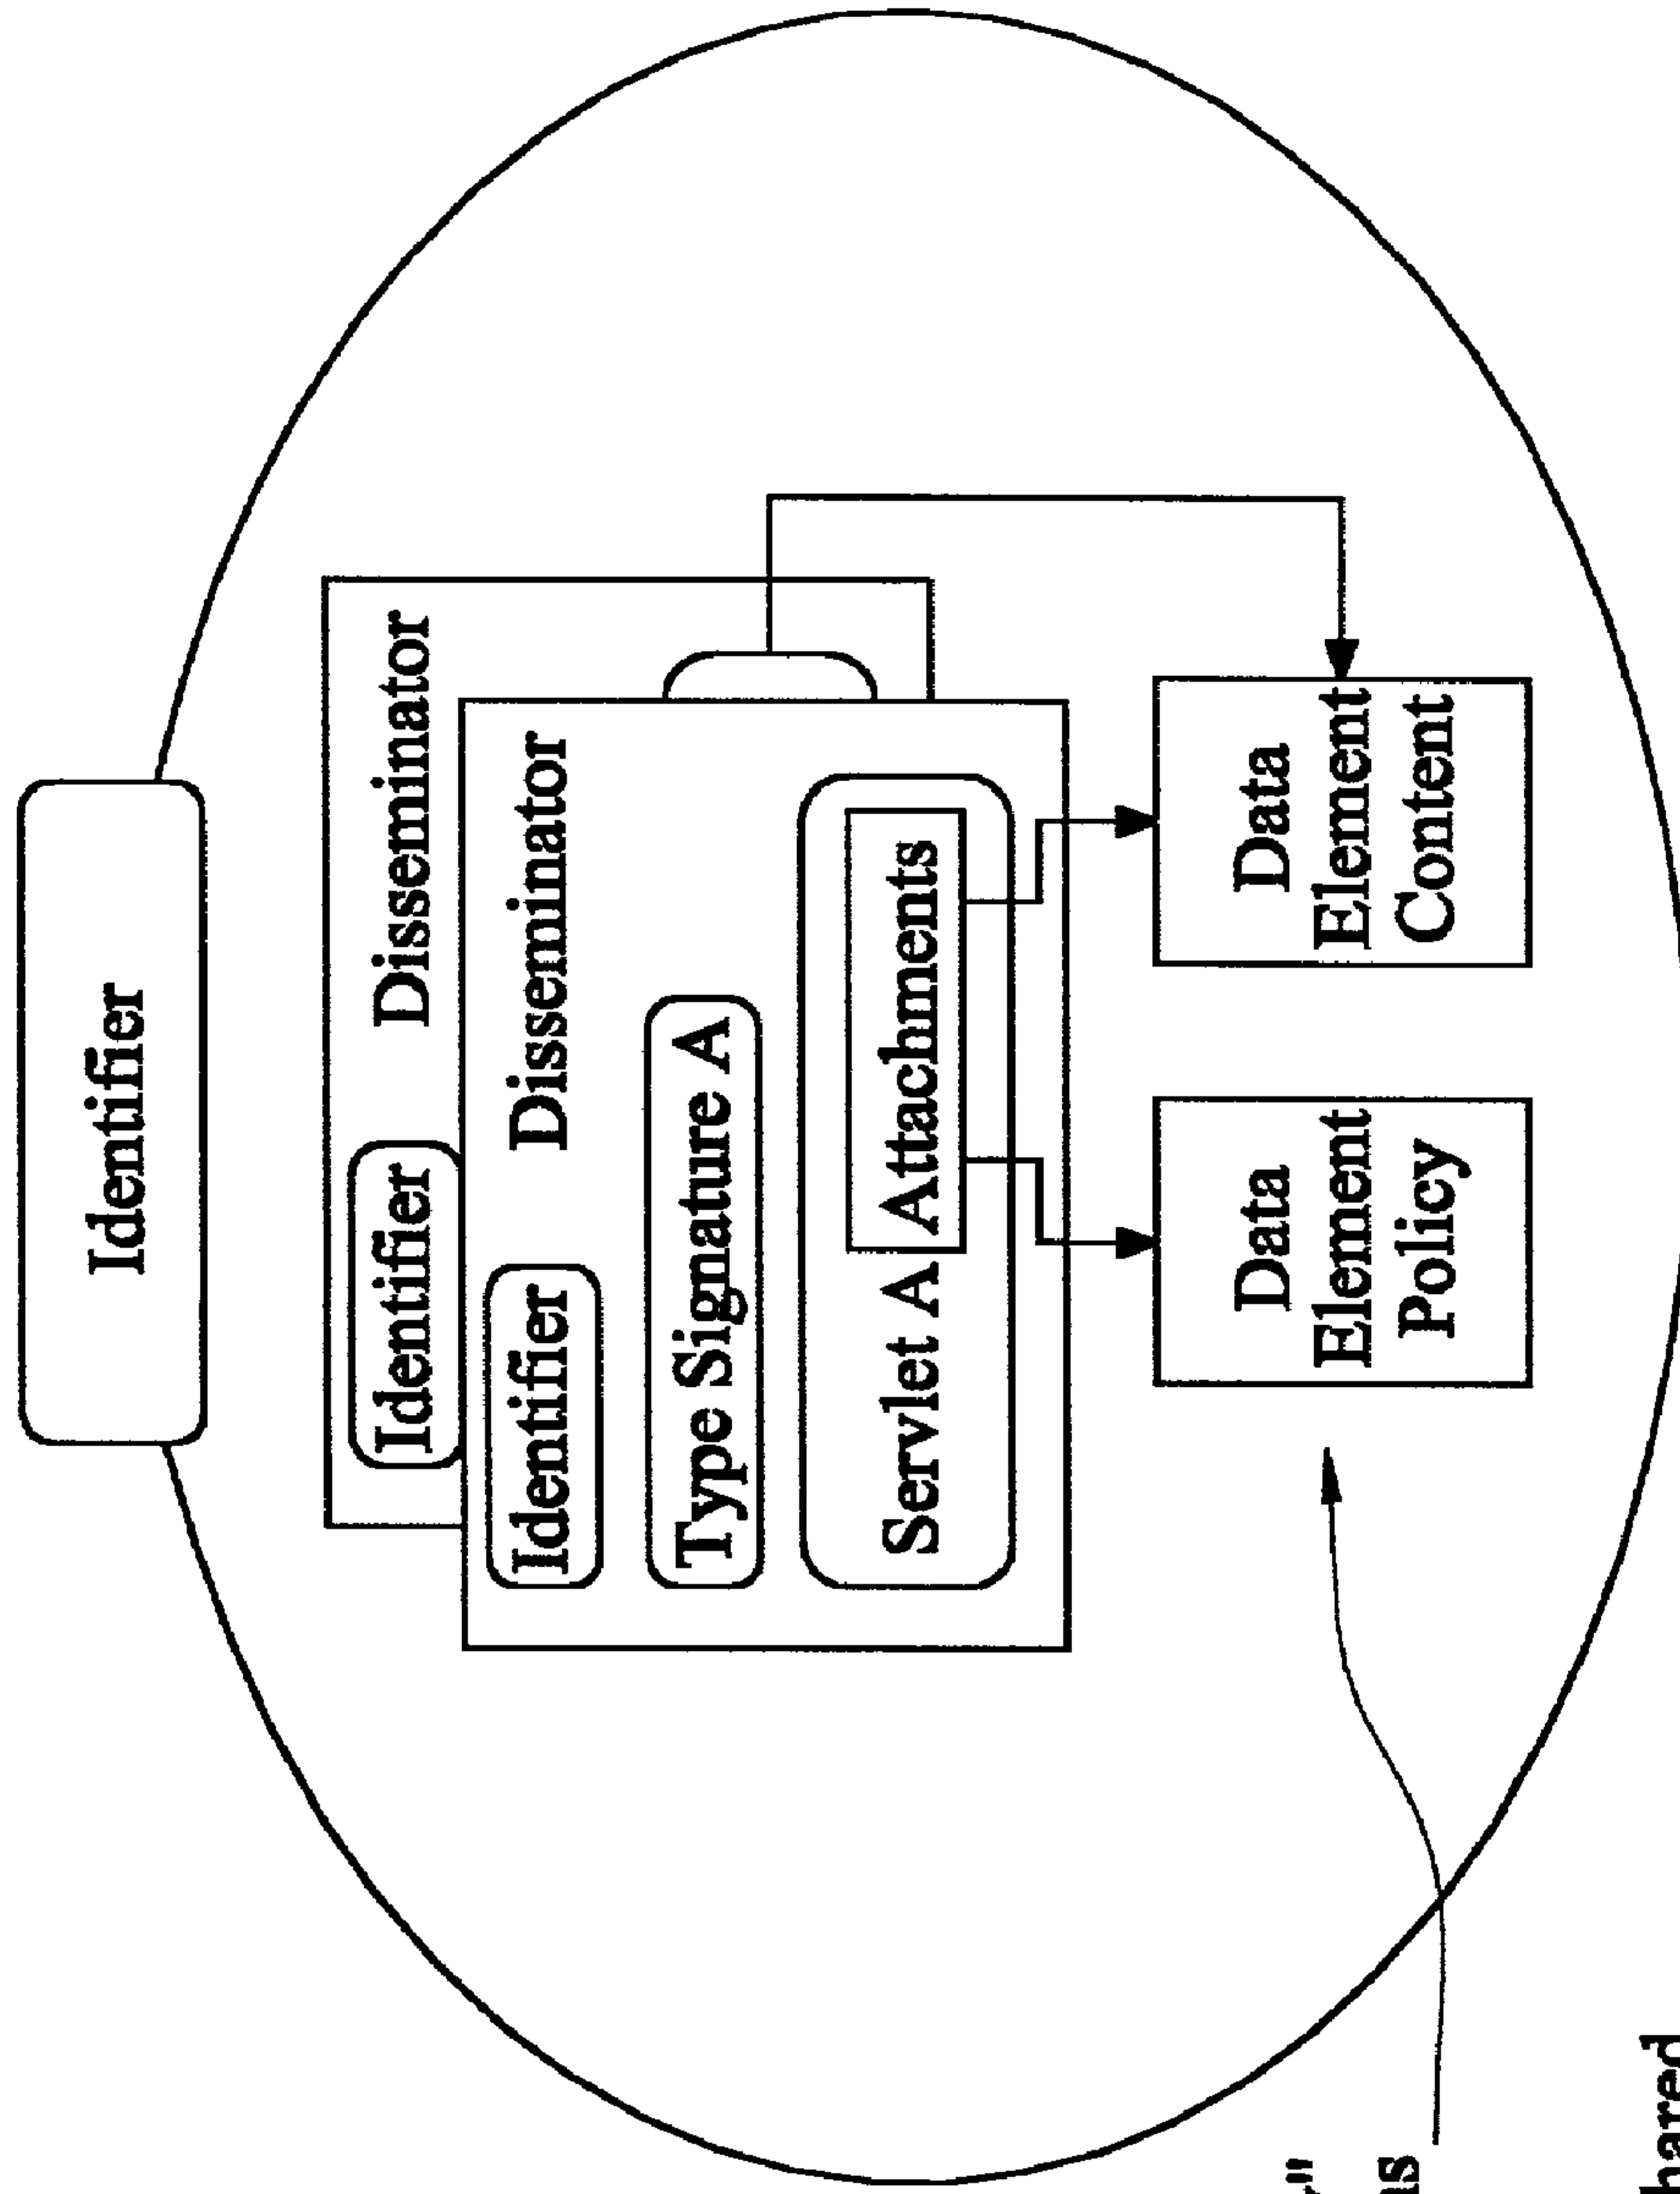 Identifier
Identifier Disseminator
Identifier Disseminator
Type Signature A
Servlet A Attachments
Data
Element
Policy
Data
Element
Content